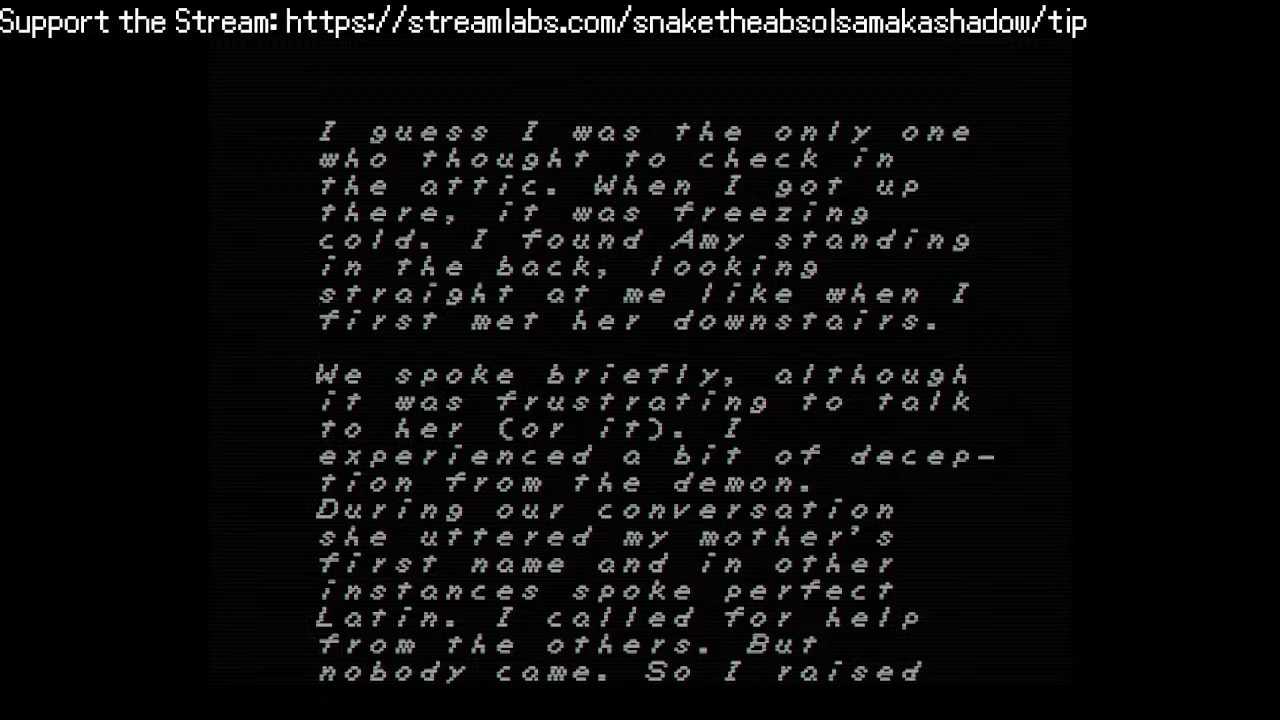 Support the Stream: https://streamlabs.com/snaketheabsolsamakashadow/tip
I guess I was the only one
who thought to check in
the attic. When I got up
there, it was freezing
cold. I found Amy standing
in the back, looking
straight at me like when I
first met her downstairs.
We spoke briefly, although
it was frustrating to talk
to her (or it). I
experienced a bit of decep-
tion from the demon.
During our conversation
she uttered my mother's
first name and in other
instances spoke perfect
Latin. I called for help
from the others. But
nobody came. So I raised